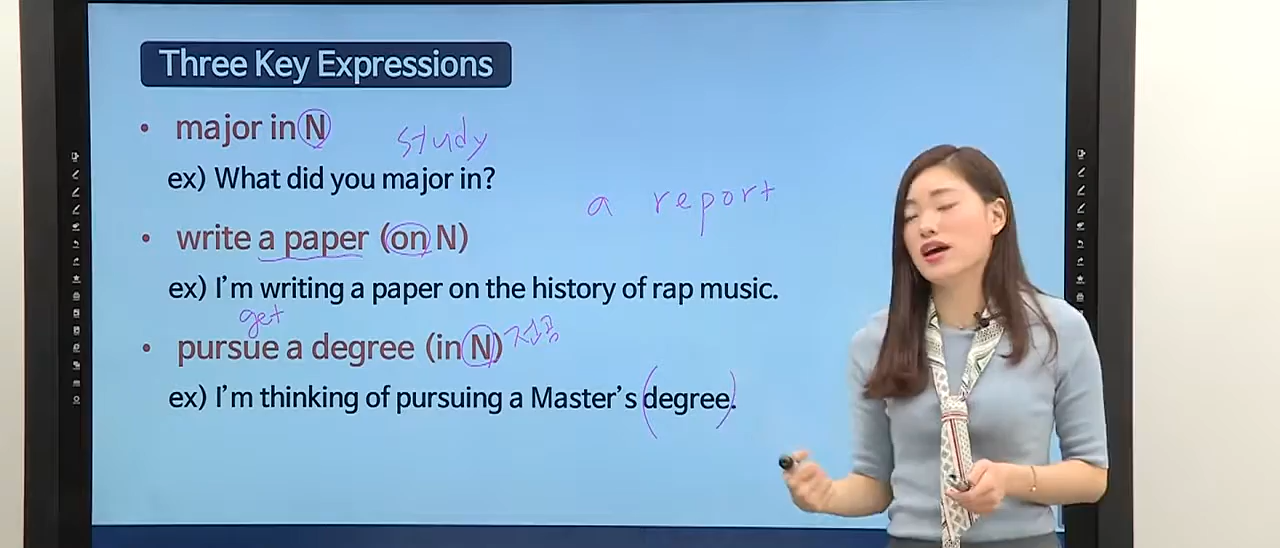 Three Key Expressions
• major in N
study
ex) What did you major in?
a report
• write a paper (on N)
ex) I'm writing a paper on the history of rap music.
get
• pursue a degree (in N) 전공
ex) I'm thinking of pursuing a Master's (degree).